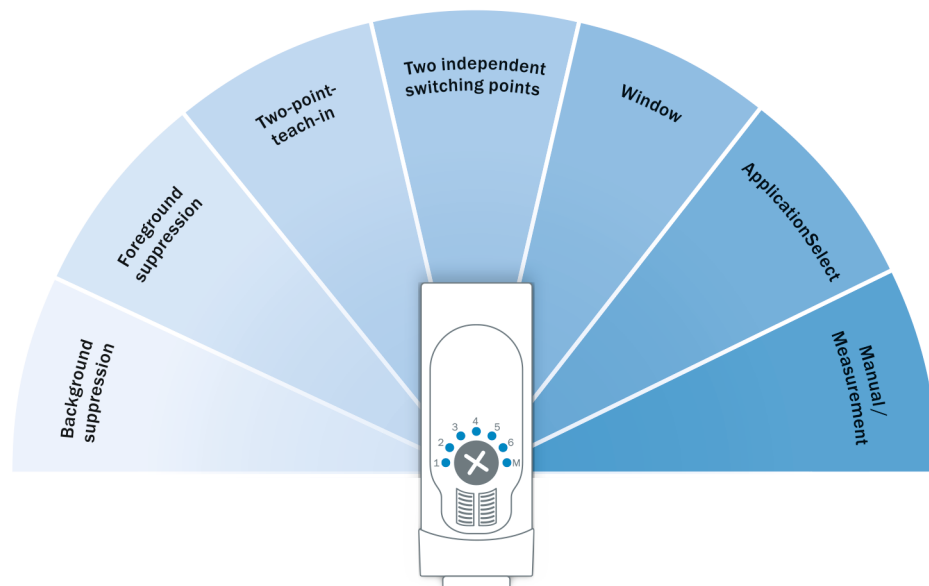 Background
suppression
Foreground
suppression
Two-point-
teach-in
Two independent
switching points
Window
ApplicationSelect
Manual/
Measurement
1
2
3
4
5
6
M